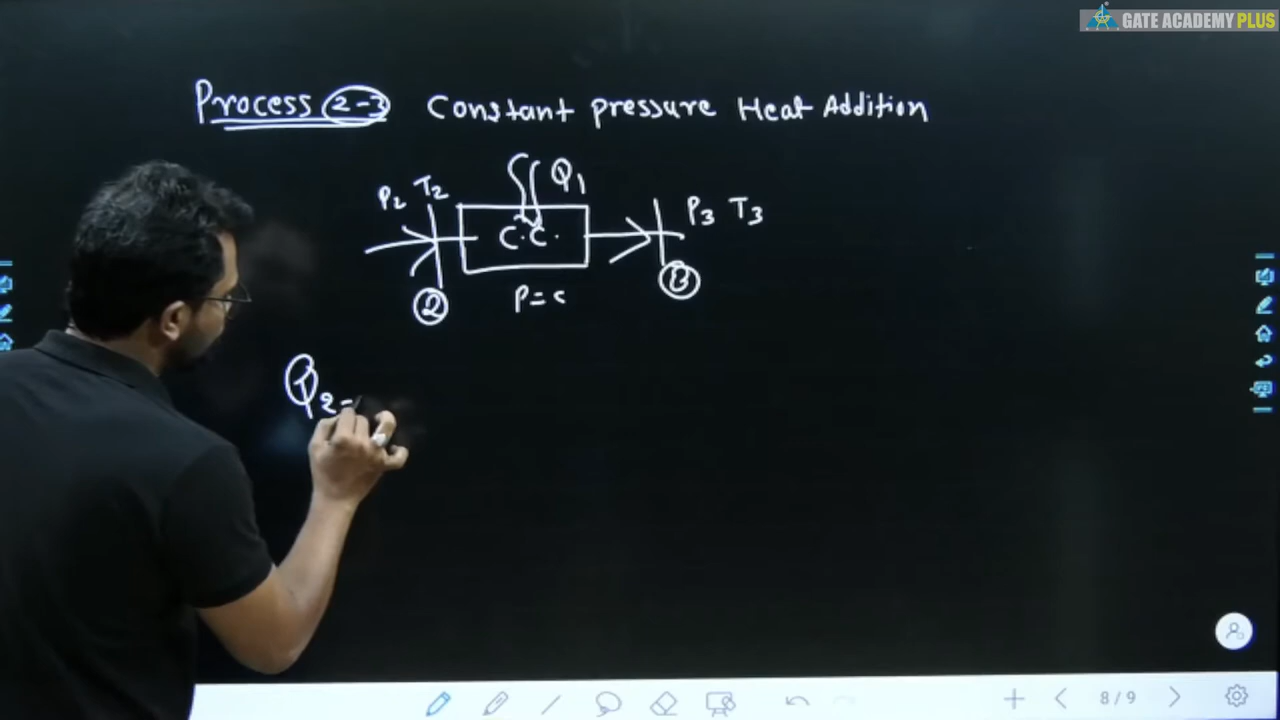 GATE ACADEMY PLUS
Process 2-3 Constant pressure Heat Addition
Q1
P2 T2
P3 T3
C.C.
2
3
P=c
Q2-
8/9